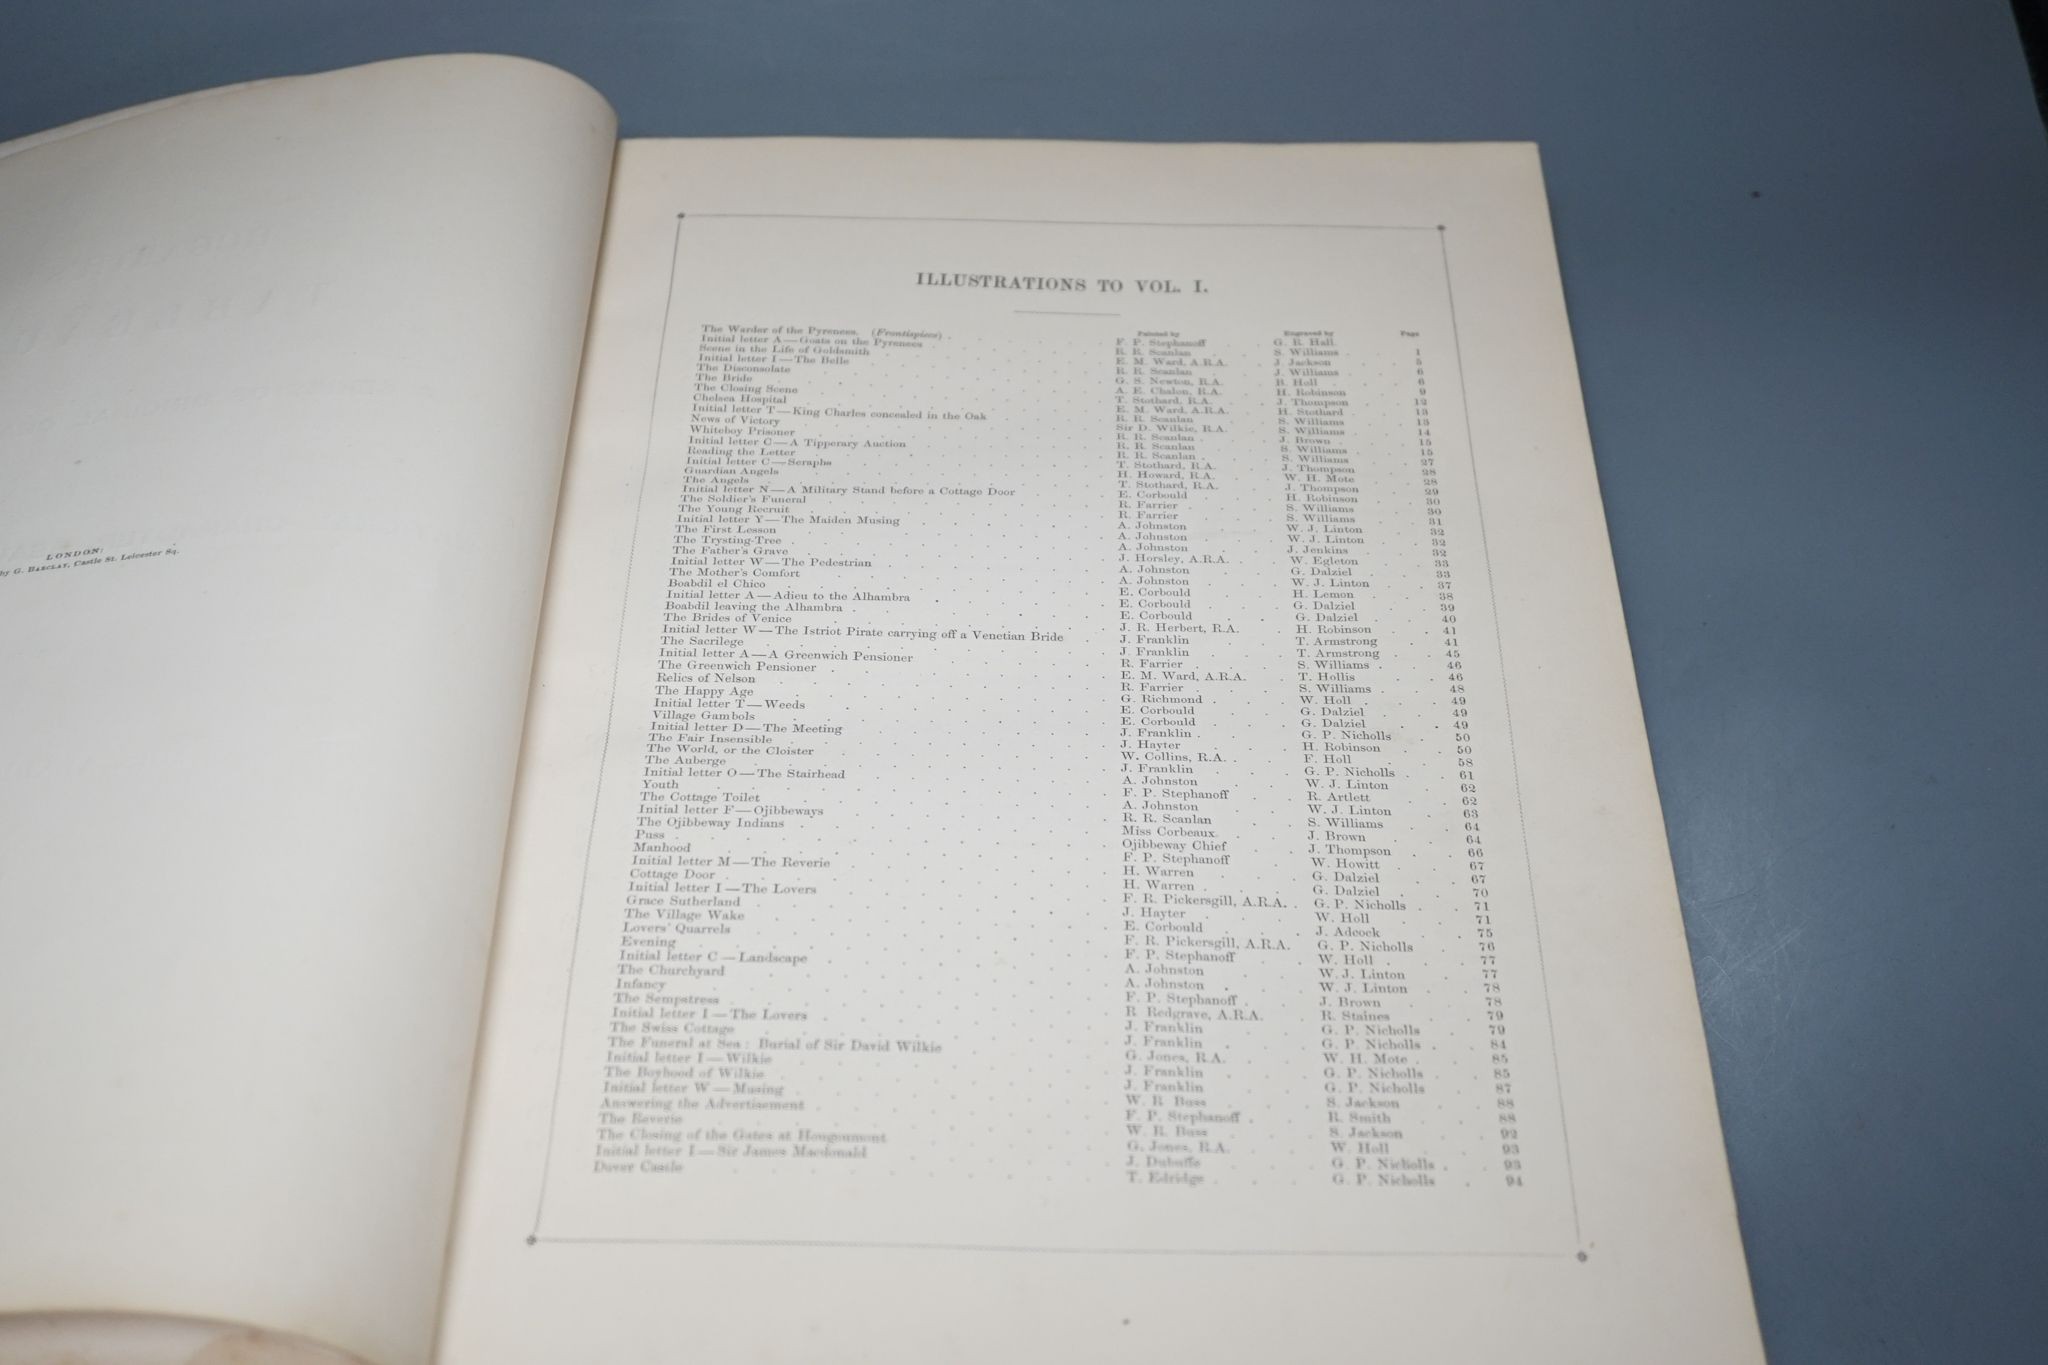 LONDON:
by G. BARCLAY, Castle St. Leicester Sq.
ILLUSTRATIONS TO VOL. I.
Painted by Engraved by Page
The Warder of the Pyrenees. (Frontispiece) . F. P. Stephanoff . G. R. Hall
Initial letter A—Goats on the Pyrenees . R. R. Scanlan . S. Williams . 1
Scene in the Life of Goldsmith . E. M. Ward, A.R.A. . J. Jackson . 5
Initial letter I—The Belle . R. R. Scanlan . J. Williams . 6
The Disconsolate . G. S. Newton, R.A. . Holl . 6
The Bride . A. E. Chalon, R.A. . H. Robinson . 9
The Closing Scene . T. Stothard, R.A. . J. Thompson . 12
Chelsea Hospital . E. M. Ward, A.R.A. . H. Stothard . 13
Initial letter T—King Charles concealed in the Oak . R. R. Scanlan . S. Williams . 13
News of Victory . Sir D. Wilkie, R.A. . S. Williams . 14
Whiteboy Prisoner . R. R. Scanlan . J. Brown . 15
Initial letter C—A Tipperary Auction . R. R. Scanlan . S. Williams . 15
Reading the Letter . R. R. Scanlan . S. Williams . 27
Initial letter C—Seraphs . T. Stothard, R.A. . J. Thompson . 28
Guardian Angels . H. Howard, R.A. . W. H. Mote . 28
The Angels . T. Stothard, R.A. . J. Thompson . 29
Initial letter N—A Military Stand before a Cottage Door . E. Corbould . H. Robinson . 30
The Soldier's Funeral . R. Farrier . S. Williams . 30
The Young Recruit . R. Farrier . S. Williams . 31
Initial letter Y—The Maiden Musing . A. Johnston . W. J. Linton . 32
The First Lesson . A. Johnston . W. J. Linton . 32
The Trysting-Tree . A. Johnston . J. Jenkins . 32
The Father's Grave . J. Horsley, A.R.A. . W. Egleton . 33
Initial letter W—The Pedestrian . A. Johnston . G. Dalziel . 33
The Mother's Comfort . A. Johnston . W. J. Linton . 37
Boabdil el Chico . E. Corbould . H. Lemon . 38
Initial letter A—Adieu to the Alhambra . E. Corbould . G. Dalziel . 39
Boabdil leaving the Alhambra . E. Corbould . G. Dalziel . 40
The Brides of Venice . J. R. Herbert, R.A. . H. Robinson . 41
Initial letter W—The Istriot Pirate carrying off a Venetian Bride . J. Franklin . T. Armstrong . 41
The Sacrilege . J. Franklin . T. Armstrong . 45
Initial letter A—A Greenwich Pensioner . R. Farrier . S. Williams . 46
The Greenwich Pensioner . E. M. Ward, A.R.A. . T. Hollis . 46
Relics of Nelson . R. Farrier . S. Williams . 48
The Happy Age . G. Richmond . W. Holl . 49
Initial letter T—Weeds . E. Corbould . G. Dalziel . 49
Village Gambols . E. Corbould . G. Dalziel . 49
Initial letter D—The Meeting . J. Franklin . G. P. Nicholls . 50
The Fair Insensible . J. Hayter . H. Robinson . 50
The World, or the Cloister . W. Collins, R.A. . F. Holl . 58
The Auberge . J. Franklin . G. P. Nicholls . 61
Initial letter O—The Stairhead . A. Johnston . W. J. Linton . 62
Youth . F. P. Stephanoff . R. Artlett . 62
The Cottage Toilet . A. Johnston . W. J. Linton . 63
Initial letter F—Ojibbeways . R. R. Scanlan . S. Williams . 64
The Ojibbeway Indians . Miss Corbeaux . J. Brown . 64
Puss . Ojibbeway Chief . J. Thompson . 66
Manhood . F. P. Stephanoff . W. Howitt . 67
Initial letter M—The Reverie . H. Warren . G. Dalziel . 67
Cottage Door . H. Warren . G. Dalziel . 70
Initial letter I—The Lovers . F. R. Pickersgill, A.R.A. . G. P. Nicholls . 71
Grace Sutherland . J. Hayter . W. Holl . 71
The Village Wake . E. Corbould . J. Adcock . 75
Lovers' Quarrels . F. R. Pickersgill, A.R.A. G. P. Nicholls . 76
Evening . F. P. Stephanoff . W. Holl . 77
Initial letter C—Landscape . A. Johnston . W. J. Linton . 77
The Churchyard . A. Johnston . W. J. Linton . 78
Infancy . F. P. Stephanoff . J. Brown . 78
The Sempstress . R Redgrave, A.R.A. . R. Staines . 79
Initial letter I—The Lovers . J. Franklin . G. P. Nicholls . 79
The Swiss Cottage . J. Franklin . G. P. Nicholls . 84
The Funeral at Sea: Burial of Sir David Wilkie . G. Jones, R.A. . W. H. Mote . 85
Initial letter I—Wilkie . J. Franklin . G. P. Nicholls . 85
The Boyhood of Wilkie . J. Franklin . G. P. Nicholls . 87
Initial letter W—Musing . W. R Buss . S. Jackson . 88
Answering the Advertisement . F. P. Stephanoff . R. Smith . 88
The Reverie . W. R. Buss . S. Jackson . 92
The Closing of the Gates at Hougoumont . G. Jones, R.A. . W. Holl . 93
Initial letter I—Sir James Macdonald . J. Dubuffe . G. P. Nicholls . 93
Dover Castle . T. Edridge . G. P. Nicholls . 94